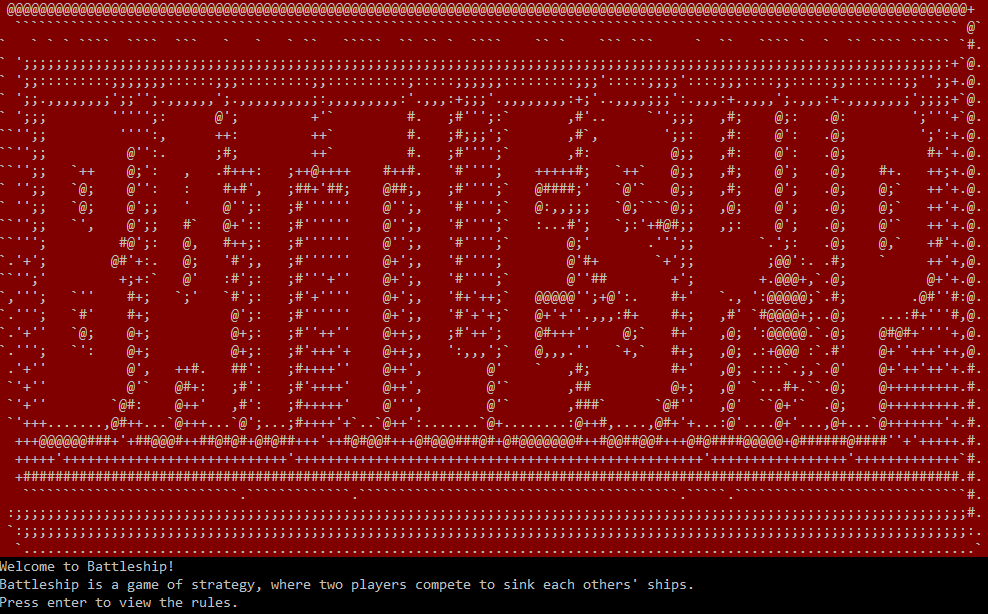 BATTLESHIP
Welcome to Battleship!
Battleship is a game of strategy, where two players compete to sink each others' ships.
Press enter to view the rules.